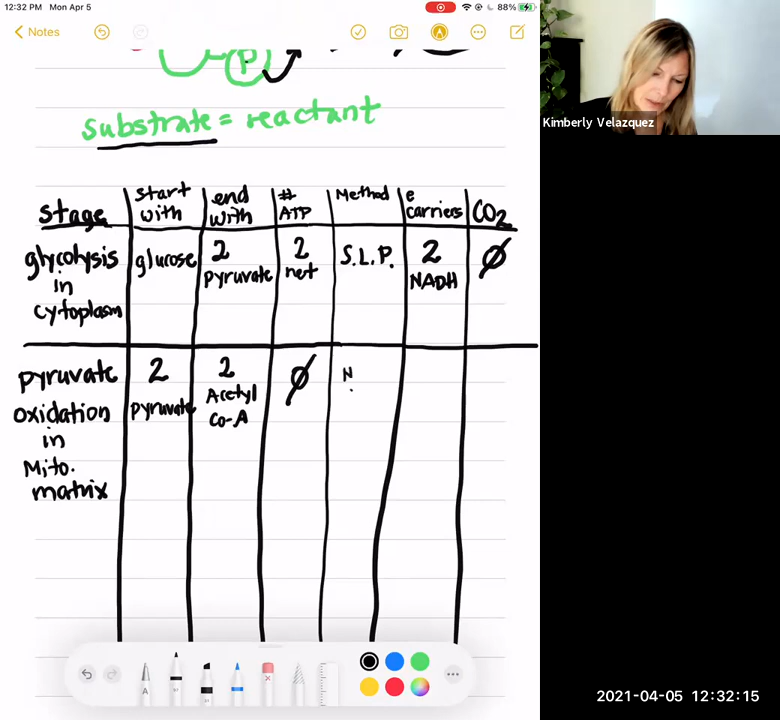 12:32 PM Mon Apr 5
88%
Notes
P
substrate = reactant
stage
start with
end with
# ATP
Method
e carriers
CO2
glycolysis in cytoplasm
glucose
2 pyruvate
2 net
S.L.P.
2 NADH
Ø
pyruvate oxidation in Mito. matrix
2 pyruvate
2 Acetyl Co-A
Ø
N.
Kimberly Velazquez
A
2021-04-05 12:32:15